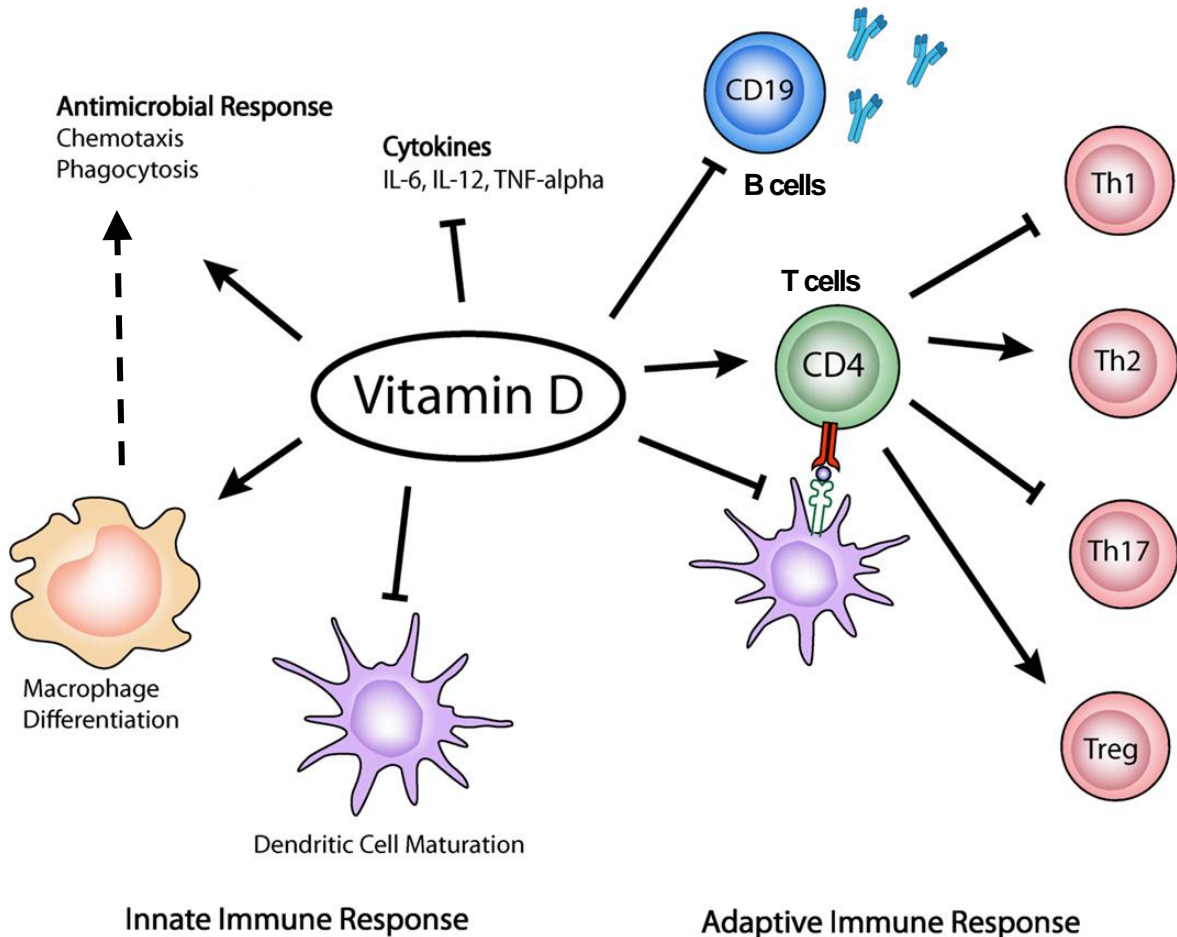 CD19
B cells
Antimicrobial Response
Chemotaxis
Phagocytosis
Cytokines
IL-6, IL-12, TNF-alpha
Th1
T cells
CD4
Th2
Vitamin D
Th17
Macrophage
Differentiation
Treg
Dendritic Cell Maturation
Innate Immune Response
Adaptive Immune Response